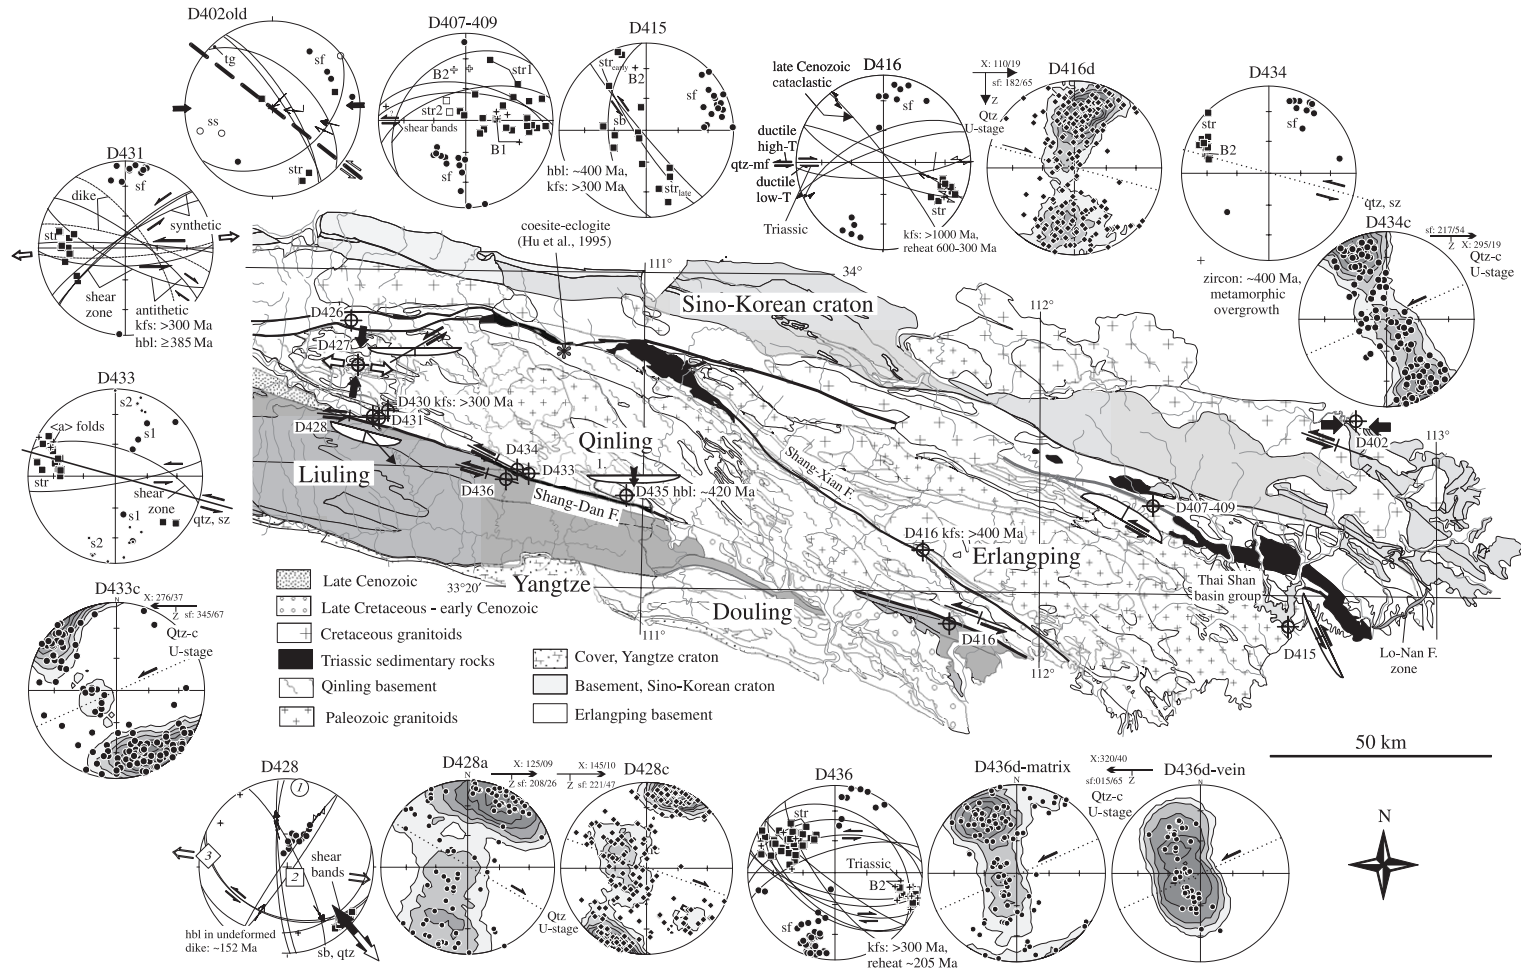 D402old
tg
ss
str
D407-409
B2
str1
str2
shear bands
B1
sf
D415
str early
B2
sf
sb
hbl: ~400 Ma,
kfs: >300 Ma
str late
late Cenozoic
cataclastic
D416
sf
ductile
high-T
qtz-mf
ductile
low-T
Triassic
str
kfs: >1000 Ma,
reheat 600-300 Ma
X: 110/19
sf: 182/65
Z
Qtz
U-stage
D416d
D434
str
B2
sf
qtz, sz
D434c
sf: 217/54
Z X: 295/19
Qtz-c
U-stage
zircon: ~400 Ma,
metamorphic
overgrowth
D431
sf
dike
synthetic
str
shear
zone
antithetic
kfs: >300 Ma
hbl: ≥385 Ma
coesite-eclogite
(Hu et al., 1995)
111°
34°
Sino-Korean craton
112°
D426
D427
D430 kfs: >300 Ma
D431
D428
D434
Qinling
D433
D436
D435 hbl: ~420 Ma
Liuling
Shang-Dan F.
Shang-Xian F.
D402
113°
D407-409
D416 kfs: >400 Ma
Erlangping
Thai Shan
basin group
33°20′
Yangtze
Douling
111°
D416
112°
D415
Lo-Nan F.
zone
D433
s2
<a> folds
s1
str
shear
zone
s1
s2
qtz, sz
D433c
N
X: 276/37
Z sf: 345/67
Qtz-c
U-stage
Late Cenozoic
Late Cretaceous - early Cenozoic
Cretaceous granitoids
Triassic sedimentary rocks
Qinling basement
Paleozoic granitoids
Cover, Yangtze craton
Basement, Sino-Korean craton
Erlangping basement
50 km
N
D428
1
3
2
shear
bands
hbl in undeformed
dike: ~152 Ma
sb, qtz
D428a
N
X: 125/09
Z sf: 208/26
X: 145/10
Z sf: 221/47
D428c
N
Qtz
U-stage
D436
str
Triassic
B2
sf
kfs: >300 Ma,
reheat ~205 Ma
D436d-matrix
N
X:320/40
sf:015/65 Z
Qtz-c
U-stage
D436d-vein
N